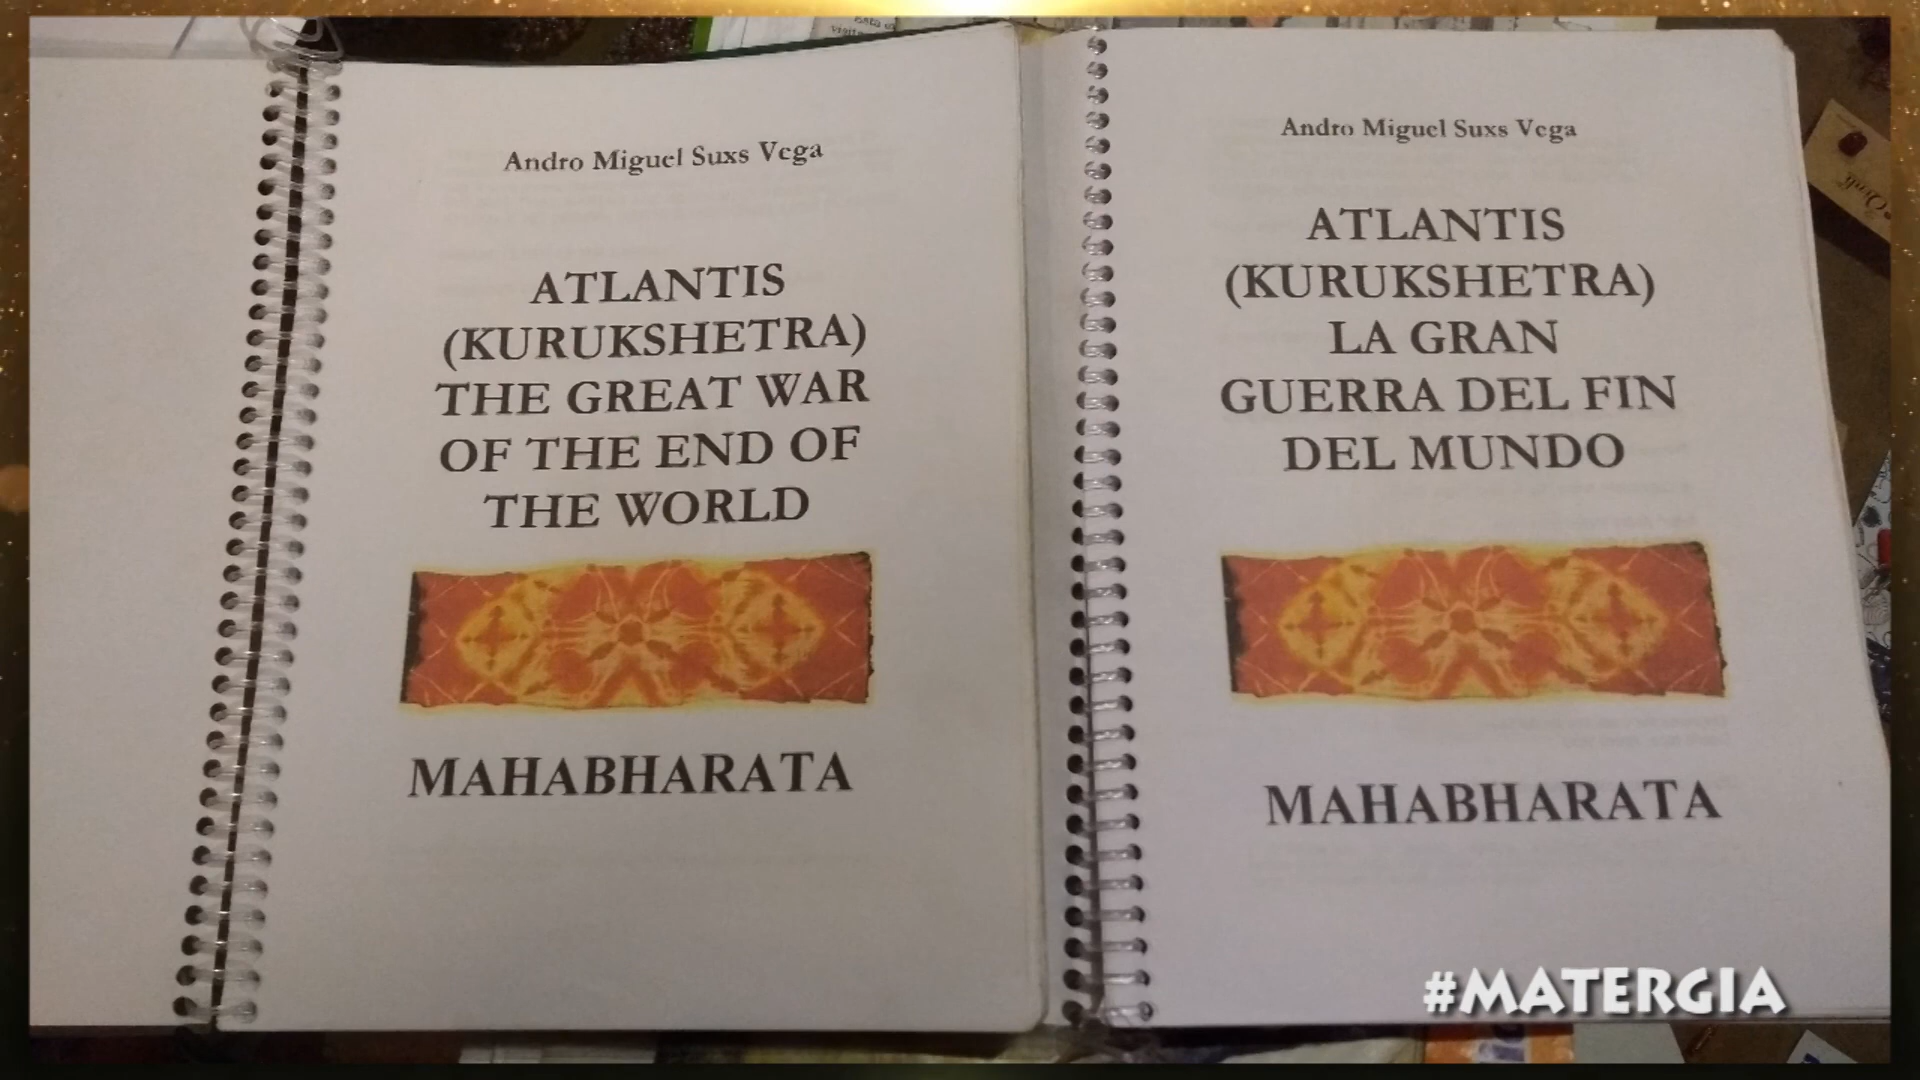 Andro Miguel Suxs Vega
ATLANTIS
(KURUKSHETRA)
THE GREAT WAR
OF THE END OF
THE WORLD
MAHABHARATA
Andro Miguel Suxs Vega
ATLANTIS
(KURUKSHETRA)
LA GRAN
GUERRA DEL FIN
DEL MUNDO
MAHABHARATA
#MATERGIA